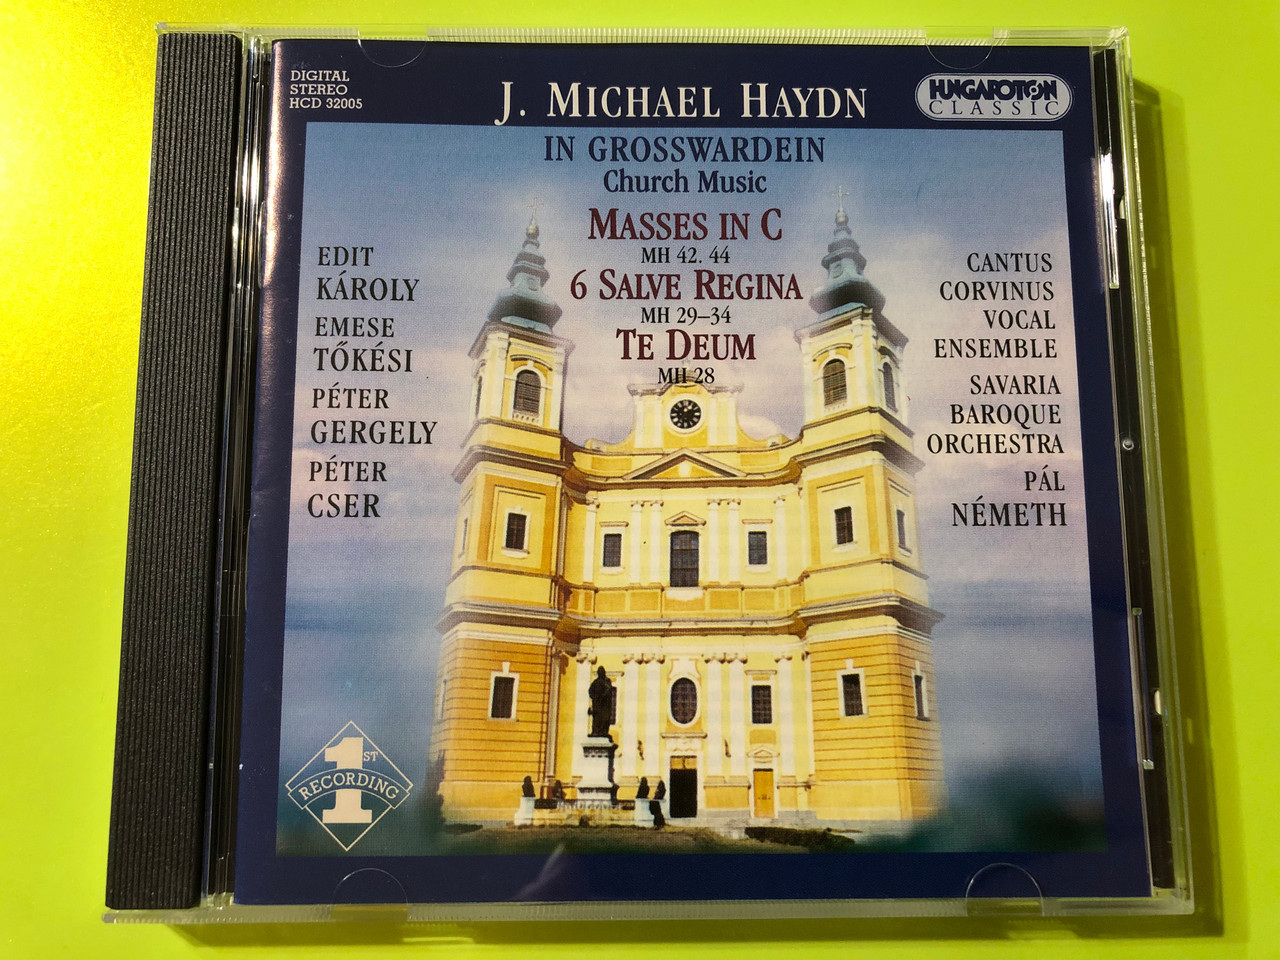 DIGITAL
STEREO
HCD 32005
J. MICHAEL HAYDN
HUNGAROTON
CLASSIC
IN GROSSWARDEIN
Church Music
MASSES IN C
MH 42. 44
6 SALVE REGINA
MH 29–34
TE DEUM
MH 28
EDIT
KÁROLY
EMESE
TŐKÉSI
PÉTER
GERGELY
PÉTER
CSER
CANTUS
CORVINUS
VOCAL
ENSEMBLE
SAVARIA
BAROQUE
ORCHESTRA
PÁL
NÉMETH
1ST
RECORDING